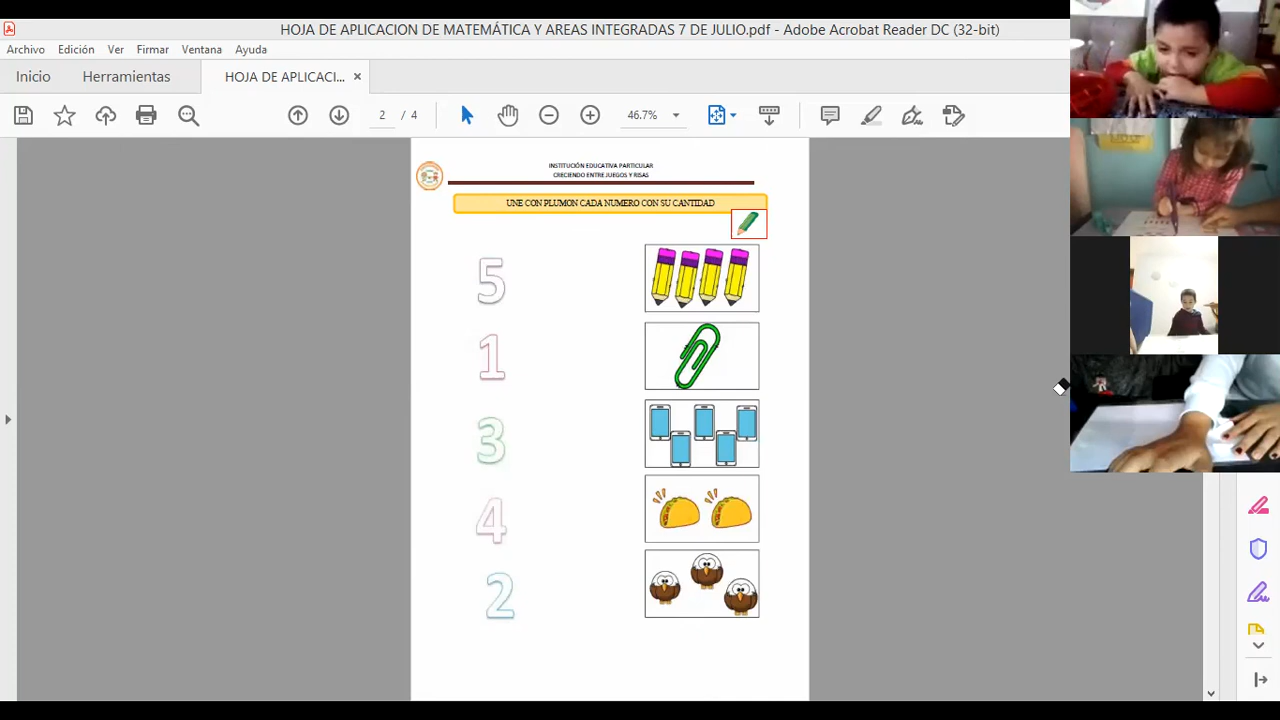 HOJA DE APLICACION DE MATEMÁTICA Y AREAS INTEGRADAS 7 DE JULIO.pdf - Adobe Acrobat Reader DC (32-bit)
Archivo Edición Ver Firmar Ventana Ayuda
Inicio Herramientas HOJA DE APLICACI... ×
2 / 4 46.7%
INSTITUCIÓN EDUCATIVA PARTICULAR
CRECIENDO ENTRE JUEGOS Y RISAS
UNE CON PLUMON CADA NUMERO CON SU CANTIDAD
5
1
3
4
2